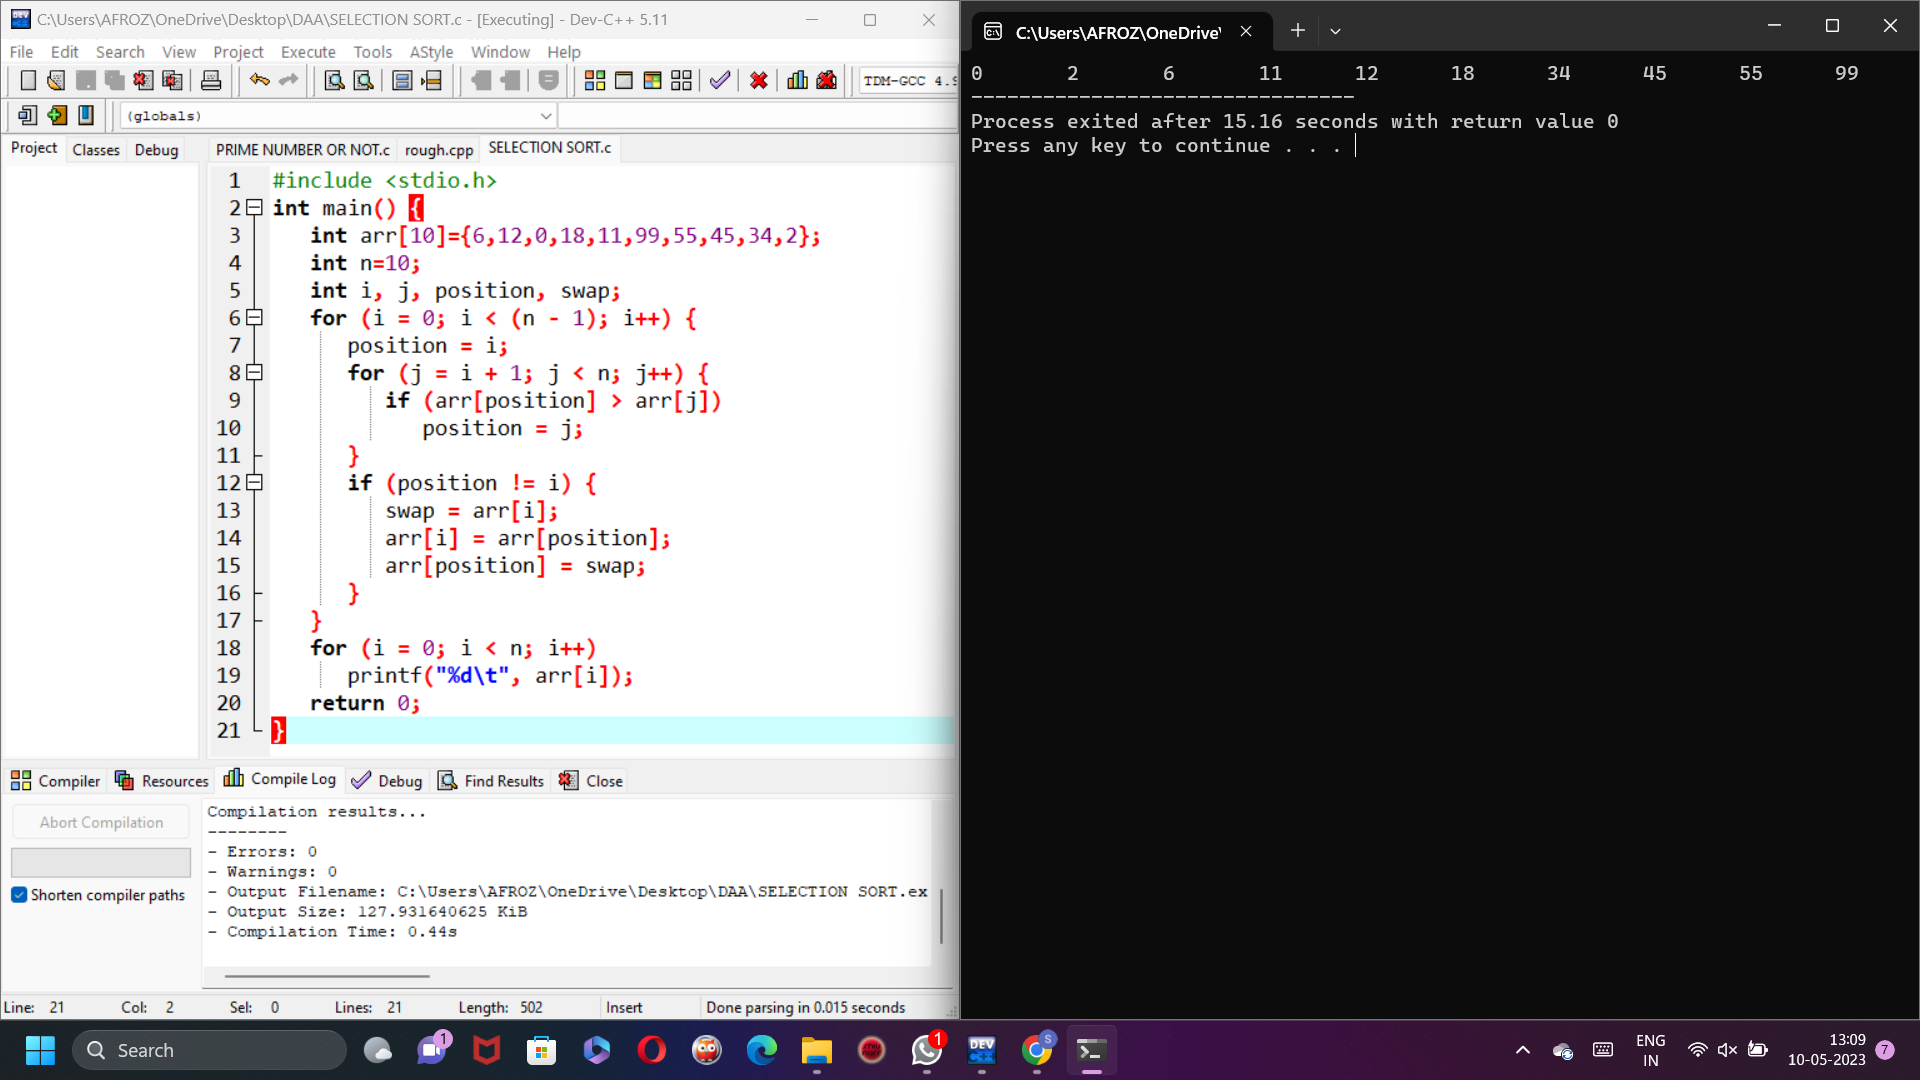 C:\Users\AFROZ\OneDrive\Desktop\DAA\SELECTION SORT.c - [Executing] - Dev-C++ 5.11
File Edit Search View Project Execute Tools AStyle Window Help
TDM-GCC 4.9
(globals)
Project Classes Debug
PRIME NUMBER OR NOT.c rough.cpp SELECTION SORT.c
1 #include <stdio.h>
2 int main() {
3 int arr[10]={6,12,0,18,11,99,55,45,34,2};
4 int n=10;
5 int i, j, position, swap;
6 for (i = 0; i < (n - 1); i++) {
7 position = i;
8 for (j = i + 1; j < n; j++) {
9 if (arr[position] > arr[j])
10 position = j;
11 }
12 if (position != i) {
13 swap = arr[i];
14 arr[i] = arr[position];
15 arr[position] = swap;
16 }
17 }
18 for (i = 0; i < n; i++)
19 printf("%d\t", arr[i]);
20 return 0;
21 }
Compiler Resources Compile Log Debug Find Results Close
Abort Compilation
Shorten compiler paths
Compilation results...
--------
- Errors: 0
- Warnings: 0
- Output Filename: C:\Users\AFROZ\OneDrive\Desktop\DAA\SELECTION SORT.ex
- Output Size: 127.931640625 KiB
- Compilation Time: 0.44s
Line: 21 Col: 2 Sel: 0 Lines: 21 Length: 502 Insert Done parsing in 0.015 seconds
C:\Users\AFROZ\OneDrive\
0 2 6 11 12 18 34 45 55 99
--------------------------------
Process exited after 15.16 seconds with return value 0
Press any key to continue . . .
Search
1
1
DEV C++
S
ENG
IN
13:09
10-05-2023
7